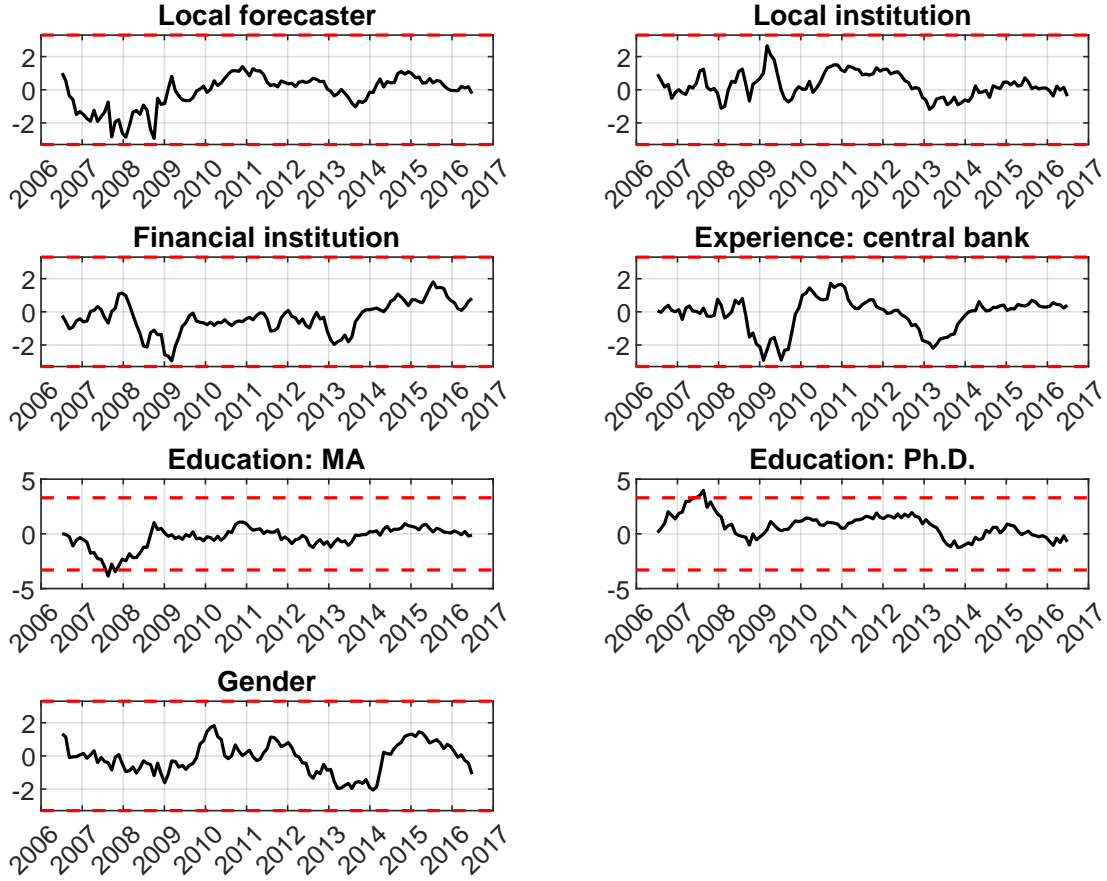 Local forecaster
2
0
-2
2006 2007 2008 2009 2010 2011 2012 2013 2014 2015 2016 2017
Local institution
2
0
-2
2006 2007 2008 2009 2010 2011 2012 2013 2014 2015 2016 2017
Financial institution
2
0
-2
2006 2007 2008 2009 2010 2011 2012 2013 2014 2015 2016 2017
Experience: central bank
2
0
-2
2006 2007 2008 2009 2010 2011 2012 2013 2014 2015 2016 2017
Education: MA
5
0
-5
2006 2007 2008 2009 2010 2011 2012 2013 2014 2015 2016 2017
Education: Ph.D.
5
0
-5
2006 2007 2008 2009 2010 2011 2012 2013 2014 2015 2016 2017
Gender
2
0
-2
2006 2007 2008 2009 2010 2011 2012 2013 2014 2015 2016 2017